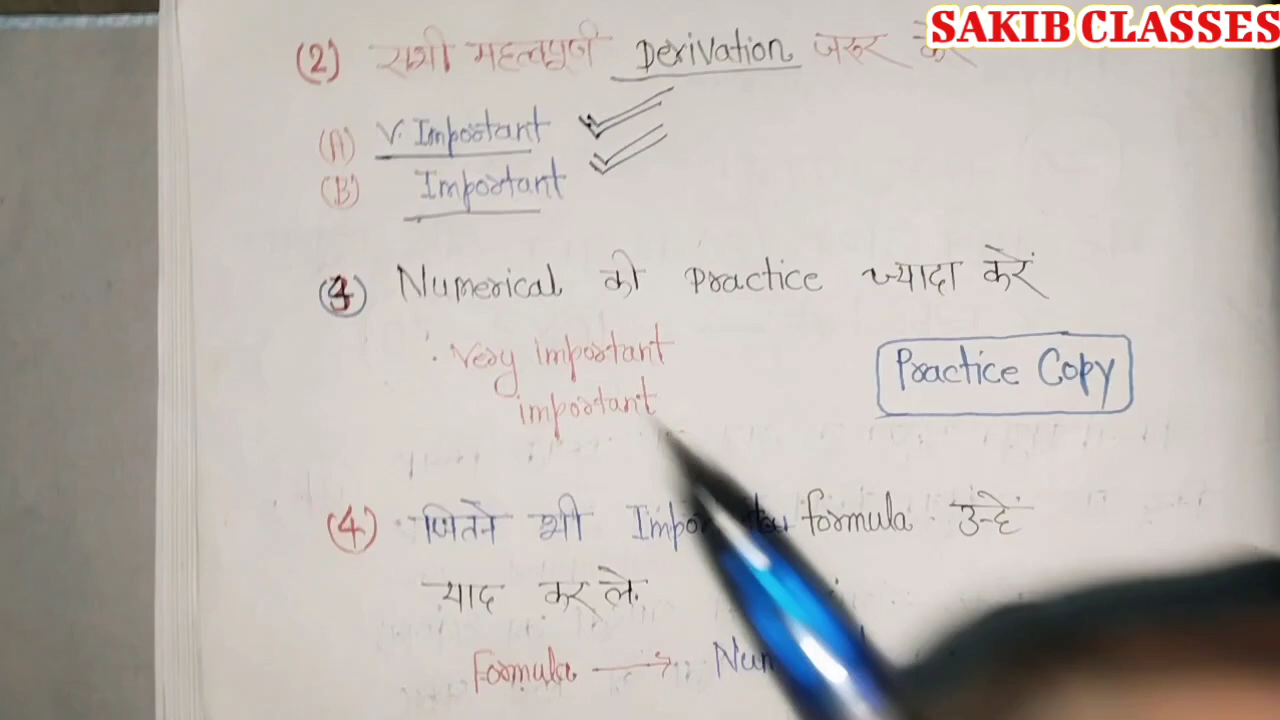 SAKIB CLASSES
(2) सभी महत्वपूर्ण Derivation जरूर करें
(A) V. Important
(B) Important
(3) Numerical की Practice ज्यादा करें
Very important
important
Practice Copy
(4) जितने भी formula उन्हें
याद कर ले
Formula →